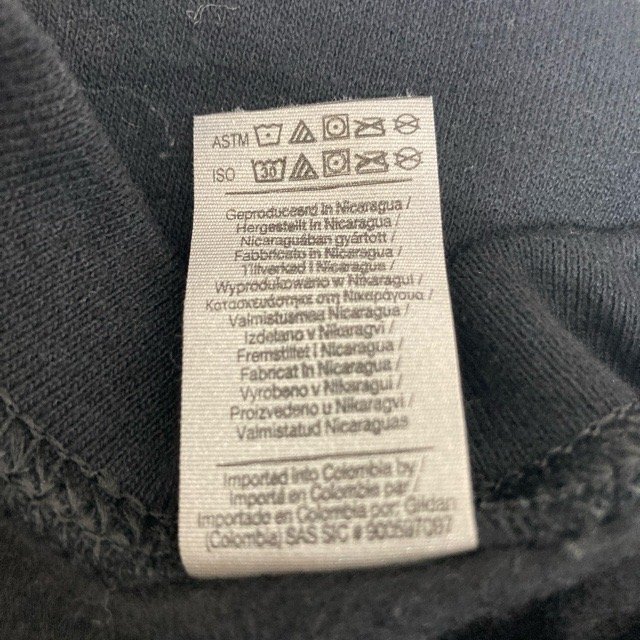 ASTM
ISO 30
Geproduceerd in Nicaragua /
Hergestellt in Nicaragua /
Nicaraguában gyártott /
Fabbricato in Nicaragua /
Tillverkad i Nicaragua /
Wyprodukowano w Nikaragui /
Κατασκευάστηκε στη Νικαράγουα /
Valmistusmaa Nicaragua /
Izdelano v Nikaragvi /
Fremstillet i Nicaragua /
Fabricat în Nicaragua /
Vyrobeno v Nikaragui /
Proizvedeno u Nikaragvi /
Valmistatud Nicaraguas
Imported into Colombia by /
Importé en Colombie par /
Importado en Colombia por: Gildan
(Colombia) SAS SIC #